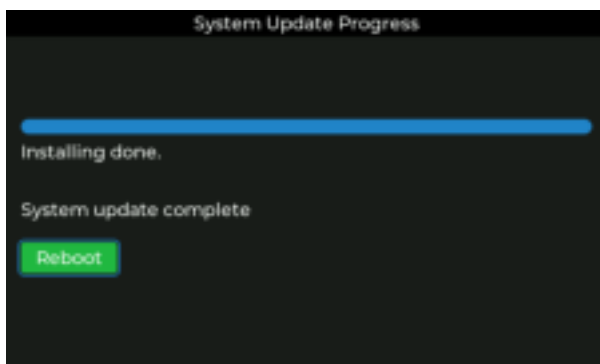 System Update Progress
Installing done.
System update complete
Reboot